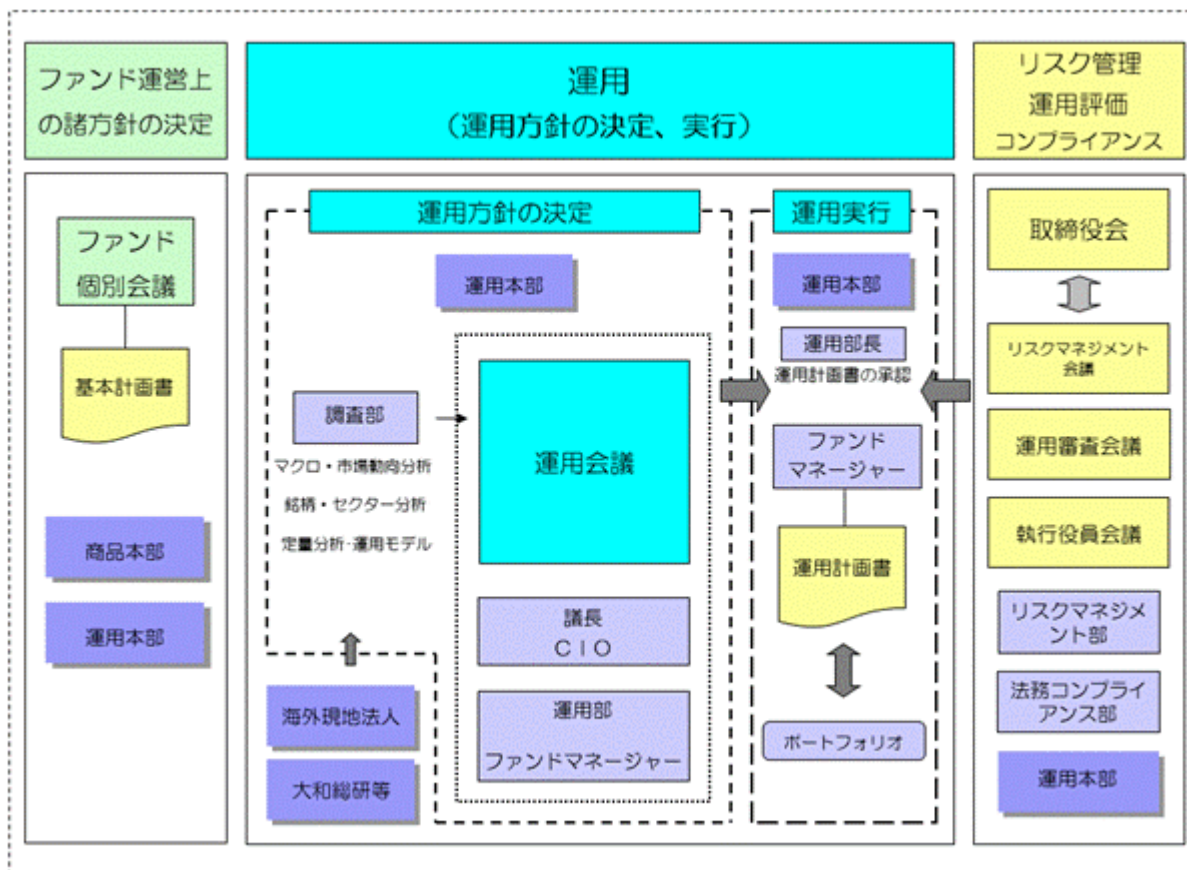 ファンド運営上
の諸方針の決定
運用
(運用方針の決定、実行)
リスク管理
運用評価
コンプライアンス
ファンド
個別会議
基本計画書
商品本部
運用本部
運用方針の決定
運用本部
調査部
マクロ・市場動向分析
銘柄・セクター分析
定量分析・運用モデル
運用会議
議長
CIO
運用部
ファンドマネージャー
海外現地法人
大和総研等
運用実行
運用本部
運用部長
運用計画書の承認
ファンド
マネージャー
運用計画書
ポートフォリオ
取締役会
リスクマネジメント
会議
運用審査会議
執行役員会議
リスクマネジメ
ント部
法務コンプライ
アンス部
運用本部